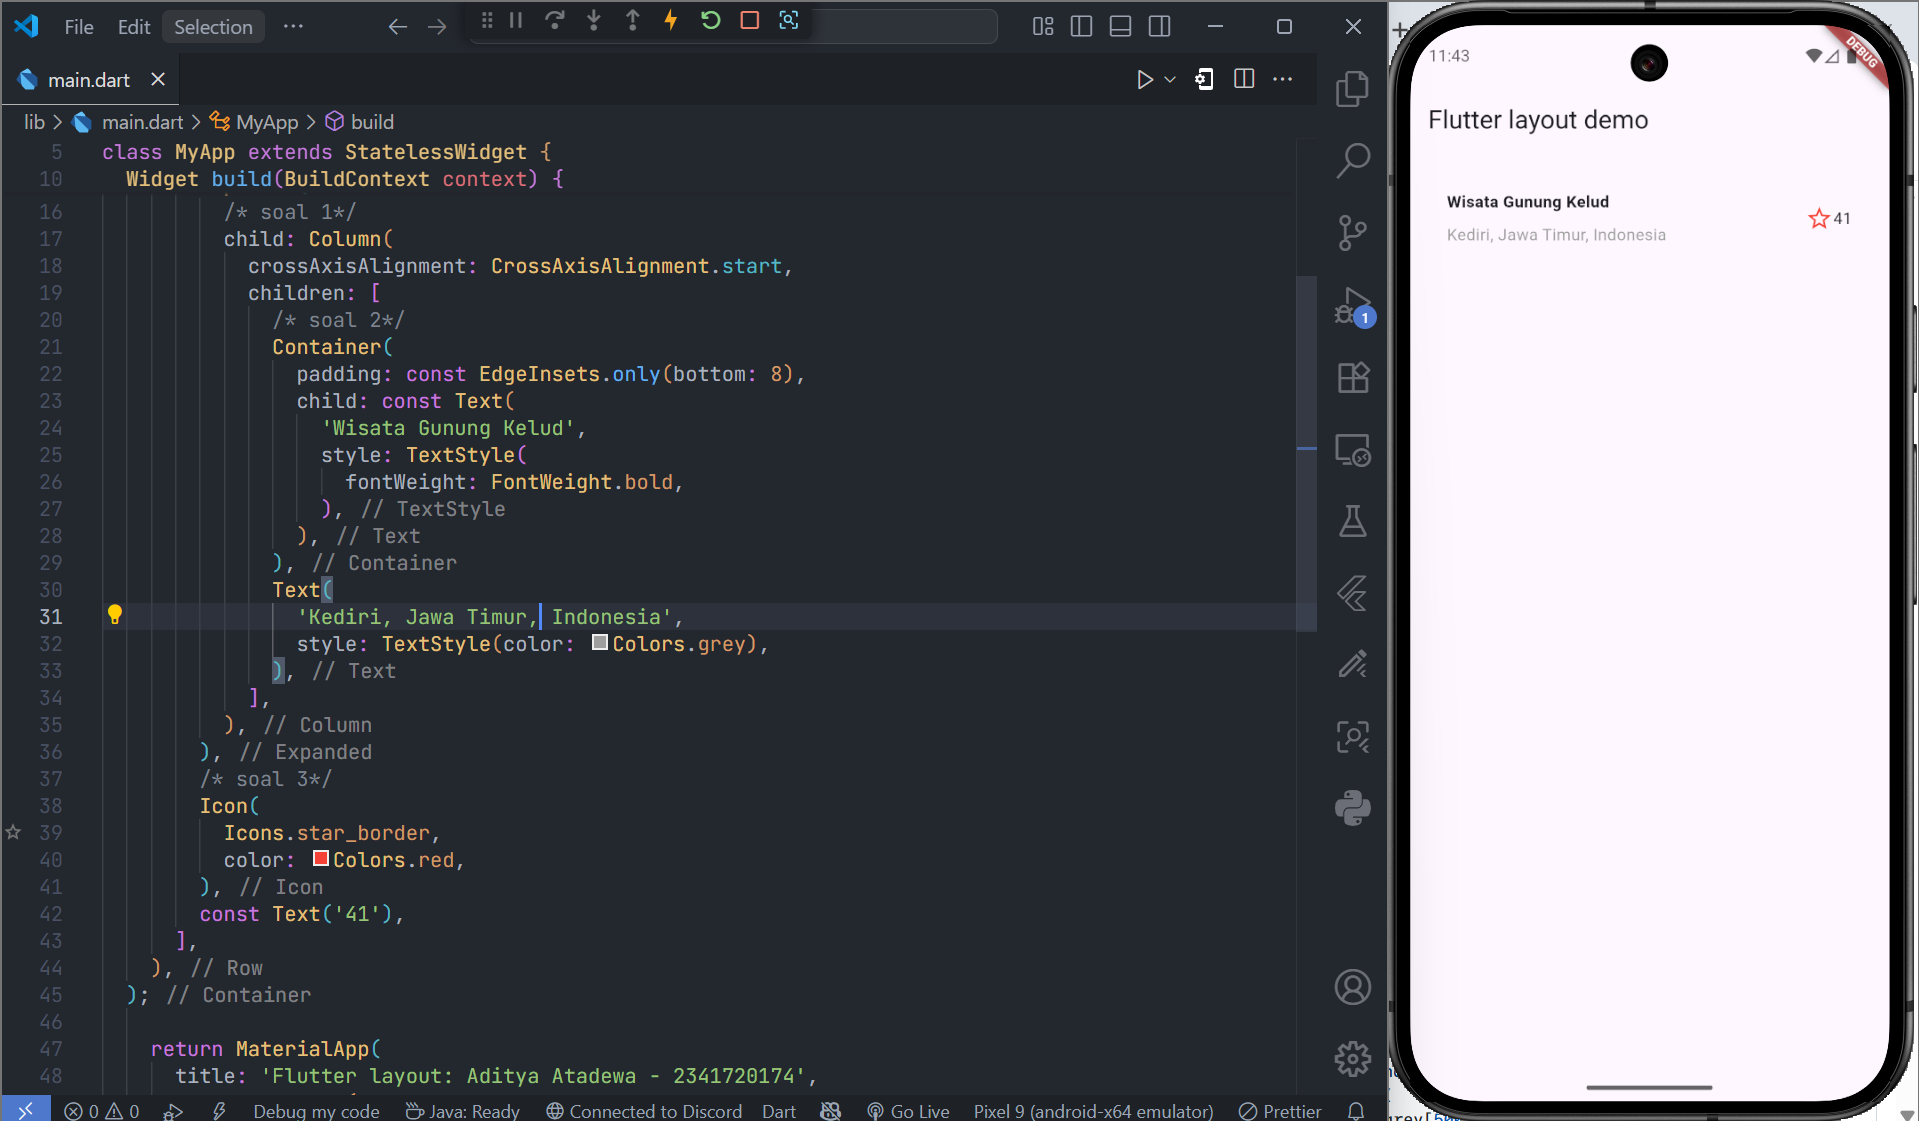 File Edit Selection ···
main.dart
lib > main.dart > MyApp > build
5 class MyApp extends StatelessWidget {
10 Widget build(BuildContext context) {
16 /* soal 1*/
17 child: Column(
18 crossAxisAlignment: CrossAxisAlignment.start,
19 children: [
20 /* soal 2*/
21 Container(
22 padding: const EdgeInsets.only(bottom: 8),
23 child: const Text(
24 'Wisata Gunung Kelud',
25 style: TextStyle(
26 fontWeight: FontWeight.bold,
27 ), // TextStyle
28 ), // Text
29 ), // Container
30 Text(
31 'Kediri, Jawa Timur, Indonesia',
32 style: TextStyle(color: Colors.grey),
33 ), // Text
34 ],
35 ), // Column
36 ), // Expanded
37 /* soal 3*/
38 Icon(
39 Icons.star_border,
40 color: Colors.red,
41 ), // Icon
42 const Text('41'),
43 ],
44 ), // Row
45 ); // Container
46
47 return MaterialApp(
48 title: 'Flutter layout: Aditya Atadewa - 2341720174',
1
0 0 Debug my code Java: Ready Connected to Discord Dart Go Live Pixel 9 (android-x64 emulator) Prettier
11:43
DEBUG
Flutter layout demo
Wisata Gunung Kelud
41
Kediri, Jawa Timur, Indonesia